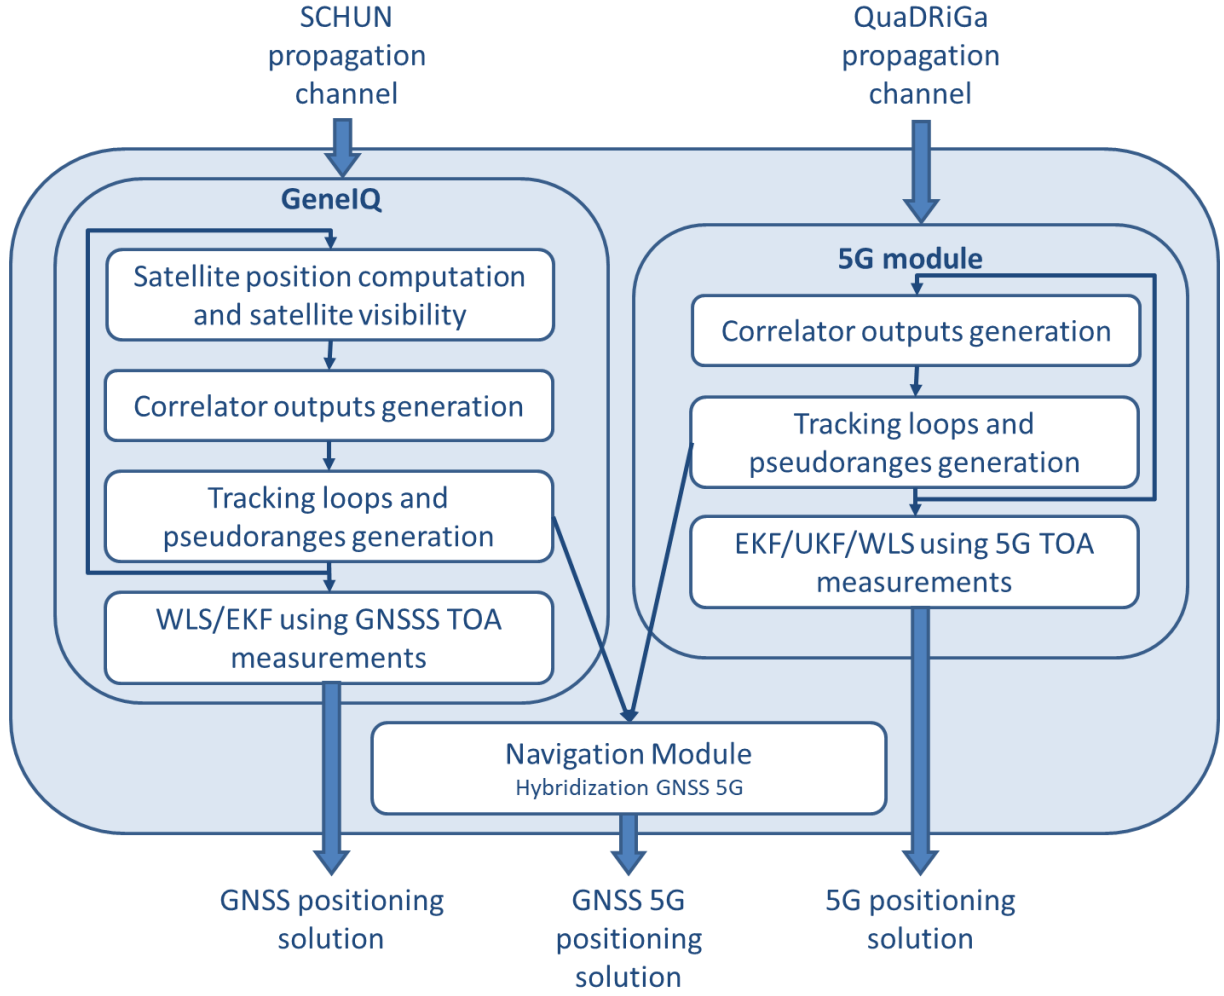 SCHUN
propagation
channel
QuaDRiGa
propagation
channel
GeneIQ
Satellite position computation
and satellite visibility
Correlator outputs generation
Tracking loops and
pseudoranges generation
WLS/EKF using GNSSS TOA
measurements
5G module
Correlator outputs generation
Tracking loops and
pseudoranges generation
EKF/UKF/WLS using 5G TOA
measurements
Navigation Module
Hybridization GNSS 5G
GNSS positioning
solution
GNSS 5G
positioning
solution
5G positioning
solution